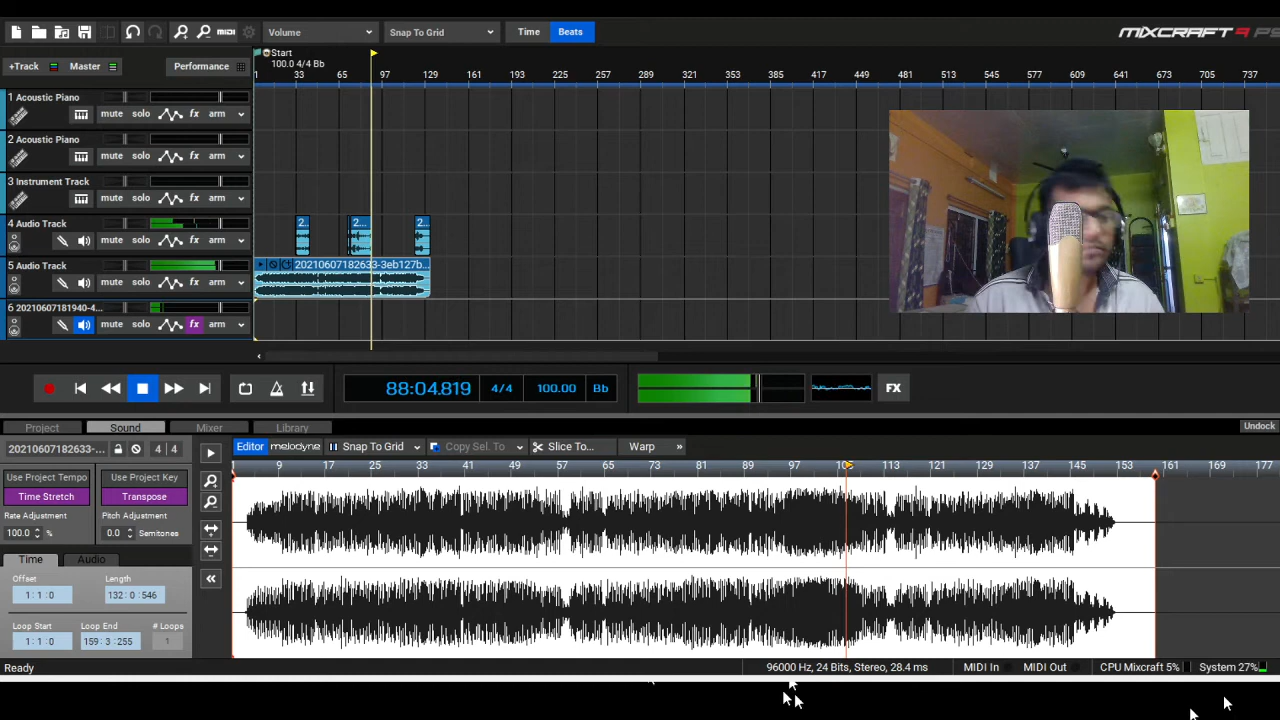 Volume
Snap To Grid
Time
Beats
MIXCRAFT 9
+Track
Master
Performance
Start
100.0 4/4 Bb
1 33 65 97 129 161 193 225 257 289 321 353 385 417 449 481 513 545 577 609 641 673 705 737
1 Acoustic Piano
mute solo fx arm
2 Acoustic Piano
mute solo fx arm
3 Instrument Track
mute solo fx arm
4 Audio Track
2... 2... 2...
mute solo fx arm
5 Audio Track
20210607182633-3eb127b...
mute solo fx arm
6 20210607181940-4...
mute solo fx arm
88:04.819
4/4
100.00
Bb
FX
Project
Sound
Mixer
Library
Undock
20210607182633-...
4 4
Editor
melodyne
Snap To Grid
Copy Sel. To
Slice To...
Warp
»
9 17 25 33 41 49 57 65 73 81 89 97 105 113 121 129 137 145 153 161 169 177
Use Project Tempo
Use Project Key
Time Stretch
Transpose
Rate Adjustment
Pitch Adjustment
100.0 %
0.0 Semitones
Time
Audio
Offset
Length
1: 1: 0
132: 0 :546
Loop Start
Loop End
# Loops
1: 1: 0
159: 3 :255
1
Ready
96000 Hz, 24 Bits, Stereo, 28.4 ms
MIDI In
MIDI Out
CPU Mixcraft 5%
System 27%